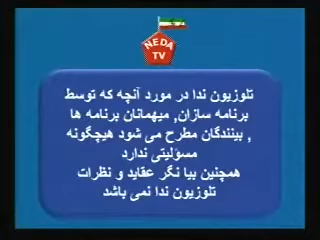 NEDA
TV
تلوزیون ندا در مورد آنچه که توسط
برنامه سازان, میهمانان برنامه ها
, بینندگان مطرح می شود هیچگونه
مسؤلیتی ندارد
همچنین بیا نگر عقاید و نظرات
تلوزیون ندا نمی باشد